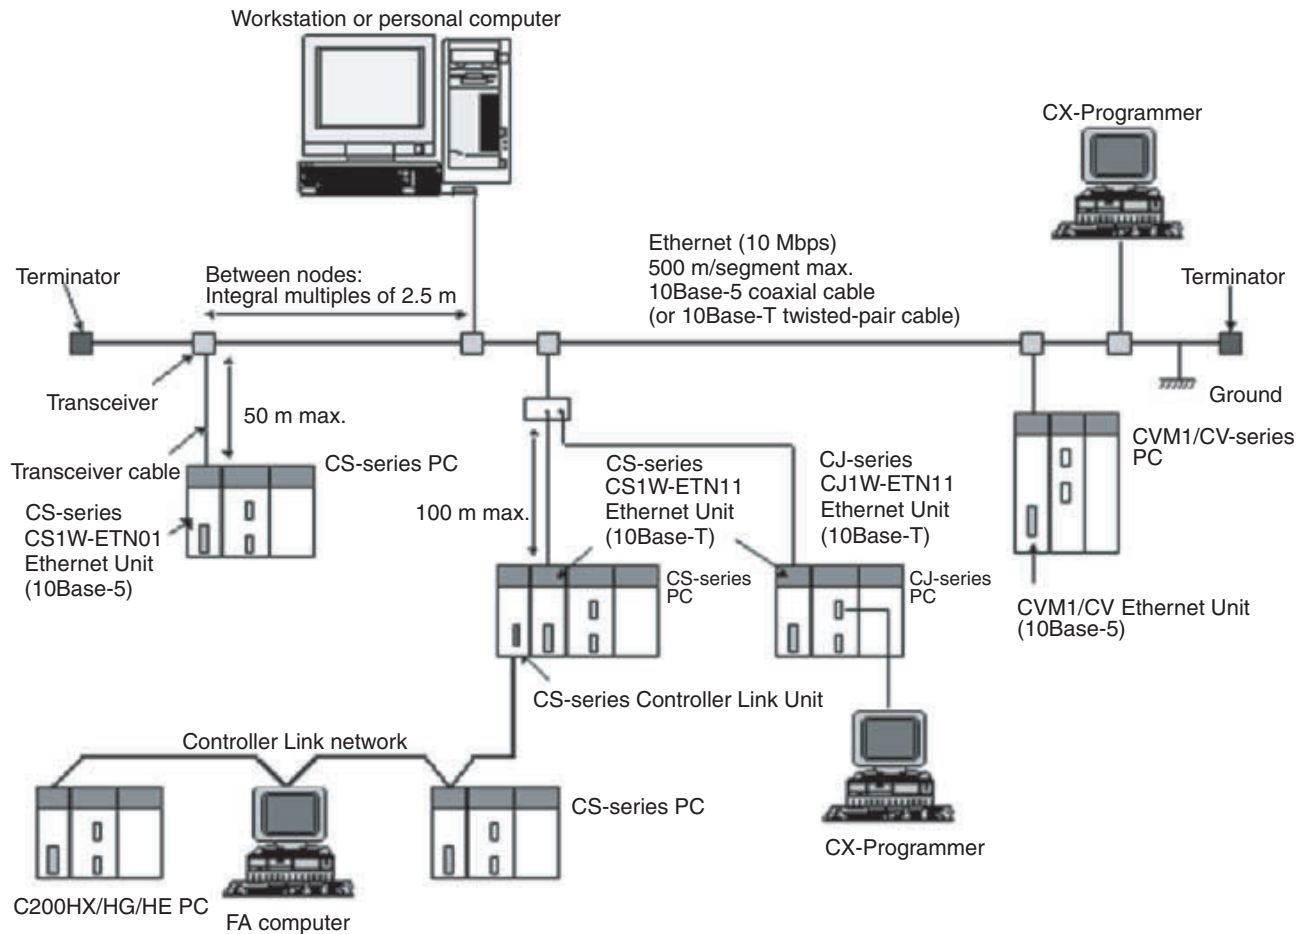 Workstation or personal computer
CX-Programmer
Ethernet (10 Mbps)
500 m/segment max.
10Base-5 coaxial cable
(or 10Base-T twisted-pair cable)
Terminator
Between nodes:
Integral multiples of 2.5 m
Terminator
Transceiver
50 m max.
Ground
Transceiver cable
CS-series PC
CS-series
CS1W-ETN01
Ethernet Unit
(10Base-5)
100 m max.
CS-series
CS1W-ETN11
Ethernet Unit
(10Base-T)
CJ-series
CJ1W-ETN11
Ethernet Unit
(10Base-T)
CVM1/CV-series
PC
CS-series
PC
CJ-series
PC
CVM1/CV Ethernet Unit
(10Base-5)
CS-series Controller Link Unit
Controller Link network
CS-series PC
CX-Programmer
C200HX/HG/HE PC
FA computer